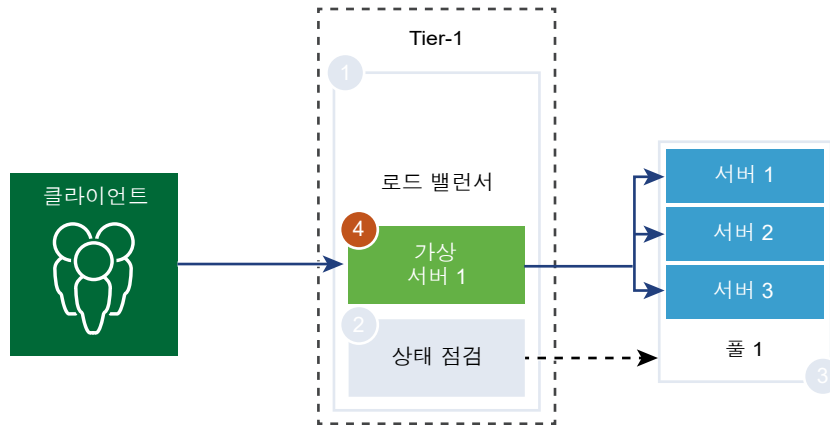 Tier-1
1
로드 밸런서
클라이언트
4
가상
서버 1
2
상태 점검
서버 1
서버 2
서버 3
풀 1
3